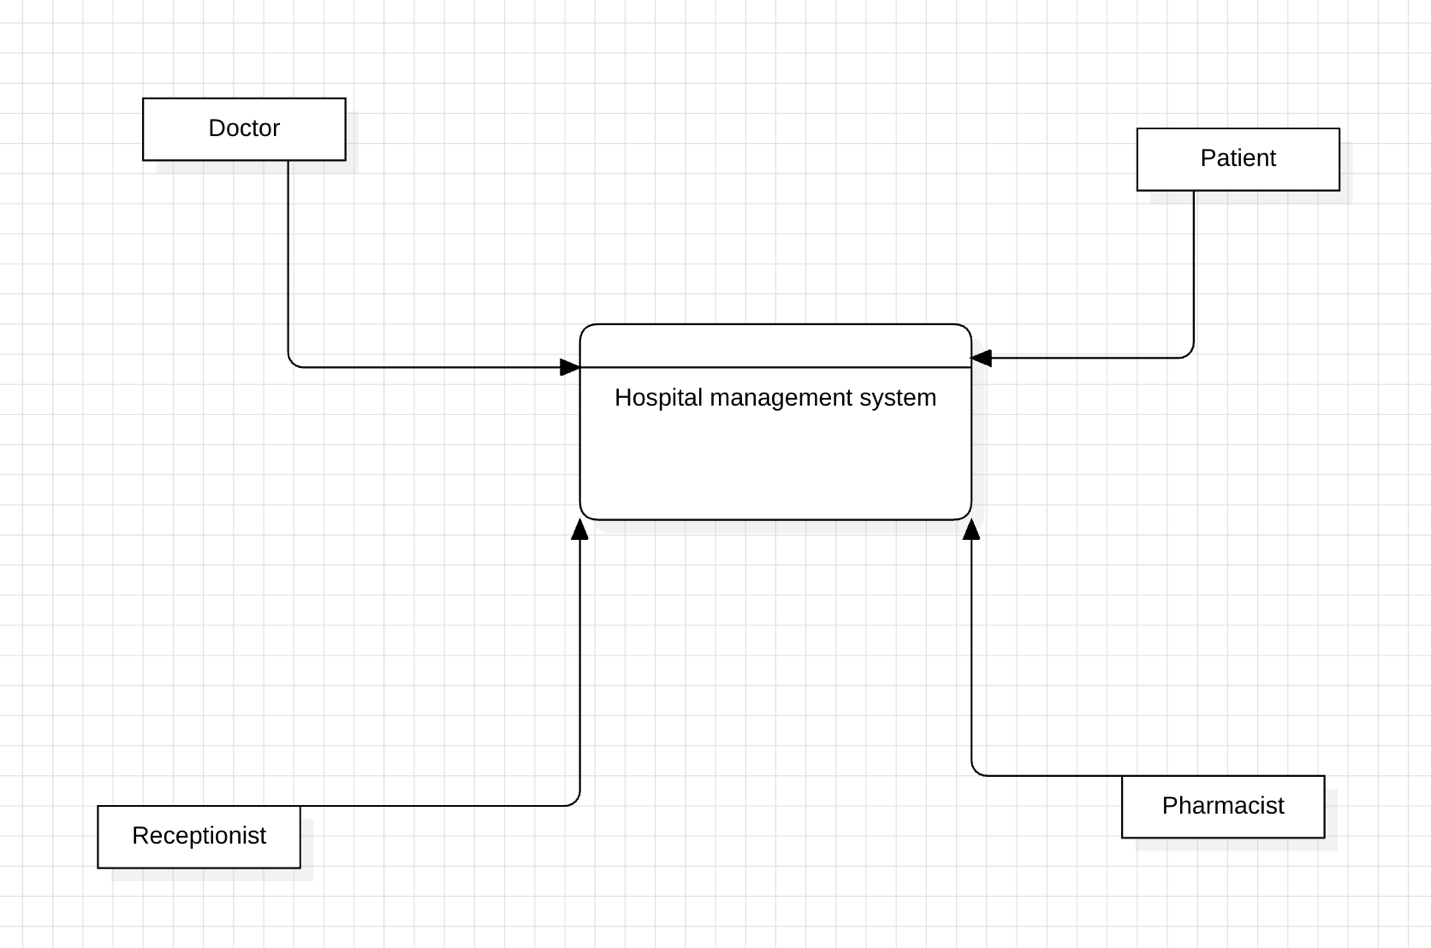 Doctor
Patient
Hospital management system
Receptionist
Pharmacist